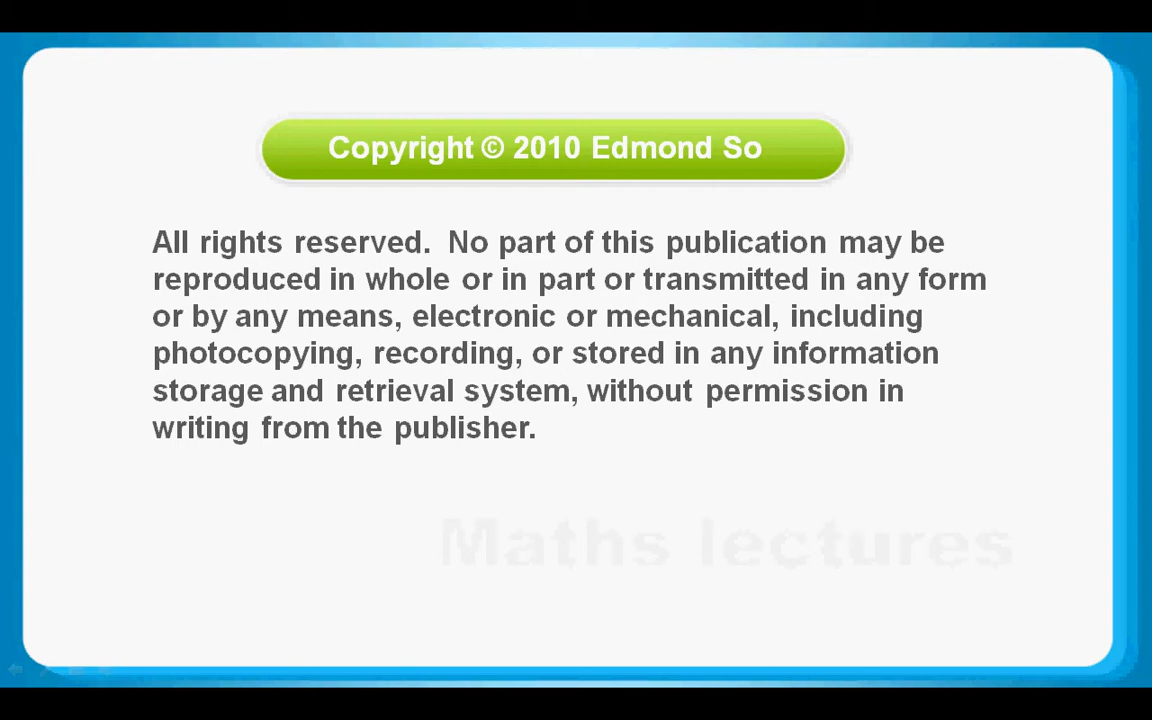 Copyright © 2010 Edmond So
All rights reserved.  No part of this publication may be
reproduced in whole or in part or transmitted in any form
or by any means, electronic or mechanical, including
photocopying, recording, or stored in any information
storage and retrieval system, without permission in
writing from the publisher.
Maths lectures